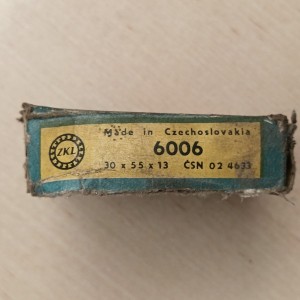 Made in Czechoslovakia
ZKL
6006
30 x 55 x 13 ČSN 02 4633